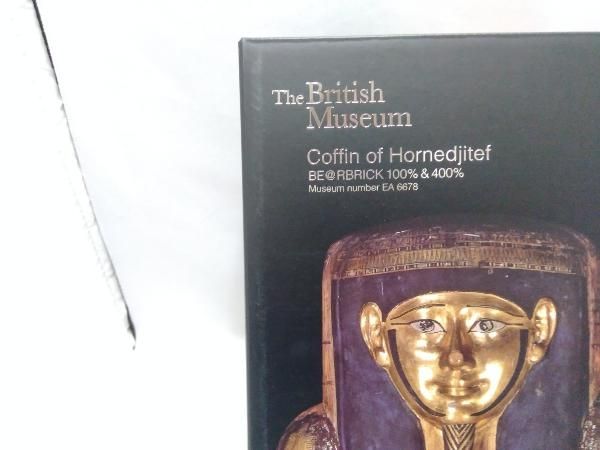 The British
Museum
Coffin of Hornedjitef
BE@RBRICK 100% & 400%
Museum number EA 6678